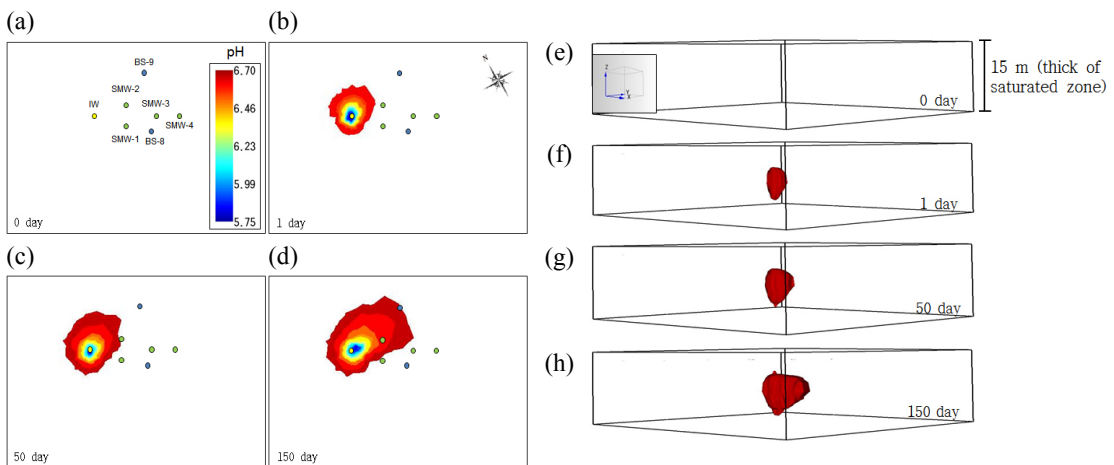 (a)
pH
6.70
6.46
6.23
5.99
5.75
BS-9
SMW-2
IW
SMW-3
SMW-1
BS-8
SMW-4
0 day
(b)
N
1 day
(c)
50 day
(d)
150 day
(e)
Z
Y
X
0 day
15 m (thick of
saturated zone)
(f)
1 day
(g)
50 day
(h)
150 day